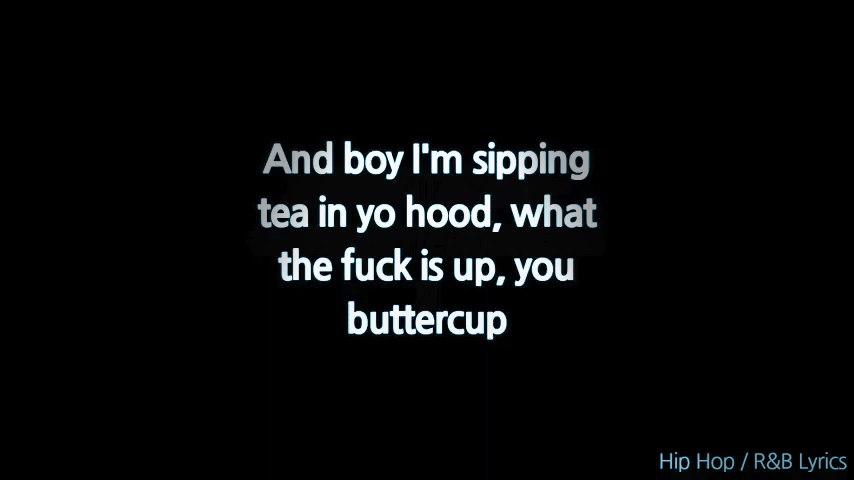 And boy I'm sipping
tea in yo hood, what
the fuck is up, you
buttercup
Hip Hop / R&B Lyrics